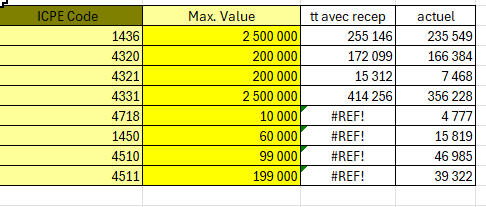 ICPE Code Max. Value tt avec recep actuel
1436 2 500 000 255 146 235 549
4320 200 000 172 099 166 384
4321 200 000 15 312 7 468
4331 2 500 000 414 256 356 228
4718 10 000 #REF! 4 777
1450 60 000 #REF! 15 819
4510 99 000 #REF! 46 985
4511 199 000 #REF! 39 322